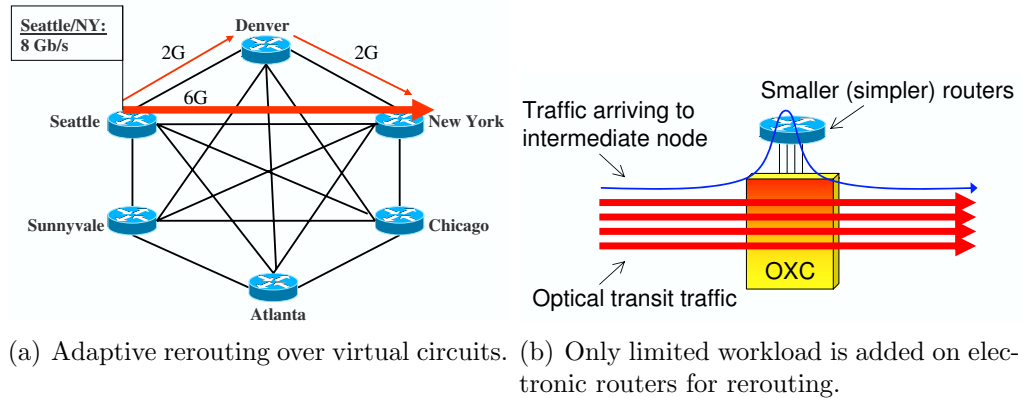 Seattle/NY:
8 Gb/s
Denver
2G
2G
6G
Seattle
New York
Sunnyvale
Chicago
Atlanta
(a) Adaptive rerouting over virtual circuits.
Traffic arriving to
intermediate node
Smaller (simpler) routers
OXC
Optical transit traffic
(b) Only limited workload is added on elec-
tronic routers for rerouting.